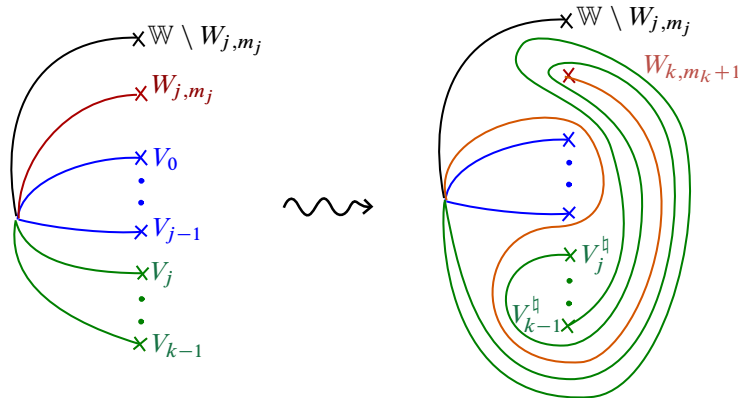 𝕎 \ W_{j,m_j}
W_{j,m_j}
V_0
V_{j−1}
V_j
V_{k−1}
𝕎 \ W_{j,m_j}
W_{k,m_k+1}
V_j^♮
V_{k−1}^♮